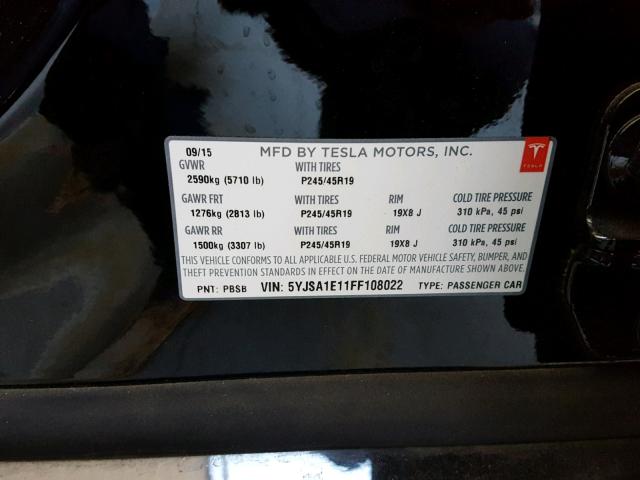 09/15 MFD BY TESLA MOTORS, INC.
GVWR WITH TIRES
2590kg (5710 lb) P245/45R19
GAWR FRT WITH TIRES RIM COLD TIRE PRESSURE
1276kg (2813 lb) P245/45R19 19X8 J 310 kPa, 45 psi
GAWR RR WITH TIRES RIM COLD TIRE PRESSURE
1500kg (3307 lb) P245/45R19 19X8 J 310 kPa, 45 psi
THIS VEHICLE CONFORMS TO ALL APPLICABLE U.S. FEDERAL MOTOR VEHICLE SAFETY, BUMPER, AND
THEFT PREVENTION STANDARDS IN EFFECT ON THE DATE OF MANUFACTURE SHOWN ABOVE.
PNT: PBSB VIN: 5YJSA1E11FF108022 TYPE: PASSENGER CAR
TESLA